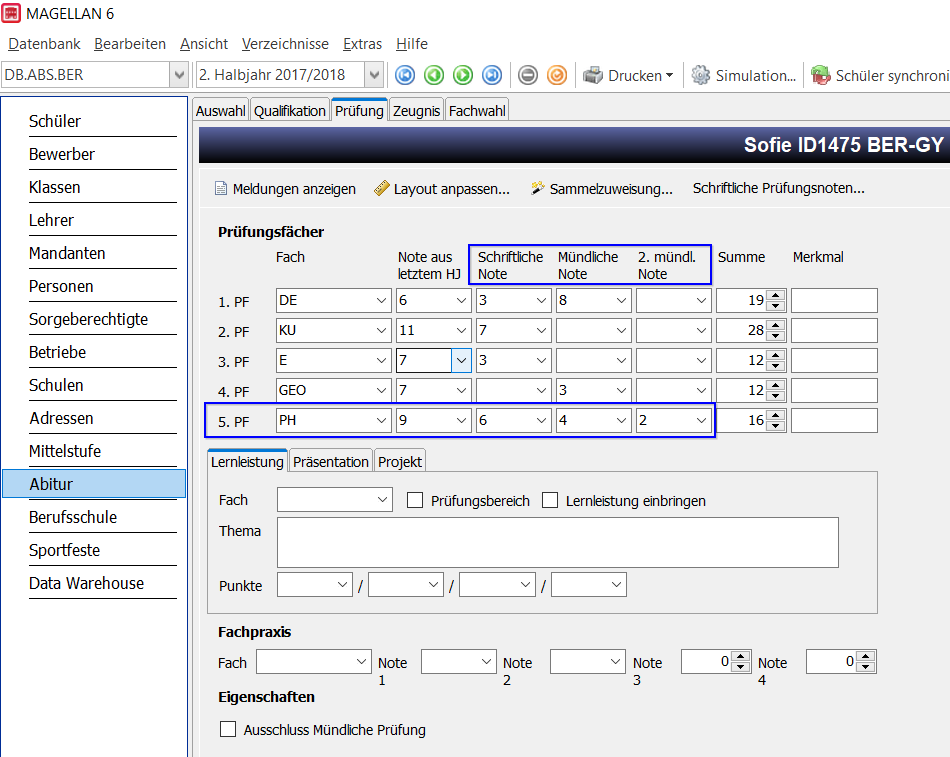 MAGELLAN 6
Datenbank Bearbeiten Ansicht Verzeichnisse Extras Hilfe
DB.ABS.BER 2. Halbjahr 2017/2018 Drucken Simulation... Schüler synchroni
Schüler
Bewerber
Klassen
Lehrer
Mandanten
Personen
Sorgeberechtigte
Betriebe
Schulen
Adressen
Mittelstufe
Abitur
Berufsschule
Sportfeste
Data Warehouse
Auswahl Qualifikation Prüfung Zeugnis Fachwahl
Sofie ID1475 BER-GY
Meldungen anzeigen Layout anpassen... Sammelzuweisung... Schriftliche Prüfungsnoten...
Prüfungsfächer
Fach Note aus Schriftliche Mündliche 2. mündl. Summe Merkmal
letztem HJ Note Note Note
1. PF DE 6 3 8 19
2. PF KU 11 7 28
3. PF E 7 3 12
4. PF GEO 7 3 12
5. PF PH 9 6 4 2 16
Lernleistung Präsentation Projekt
Fach Prüfungsbereich Lernleistung einbringen
Thema
Punkte / / /
Fachpraxis
Fach Note Note Note 0 Note 0
1 2 3 4
Eigenschaften
Ausschluss Mündliche Prüfung